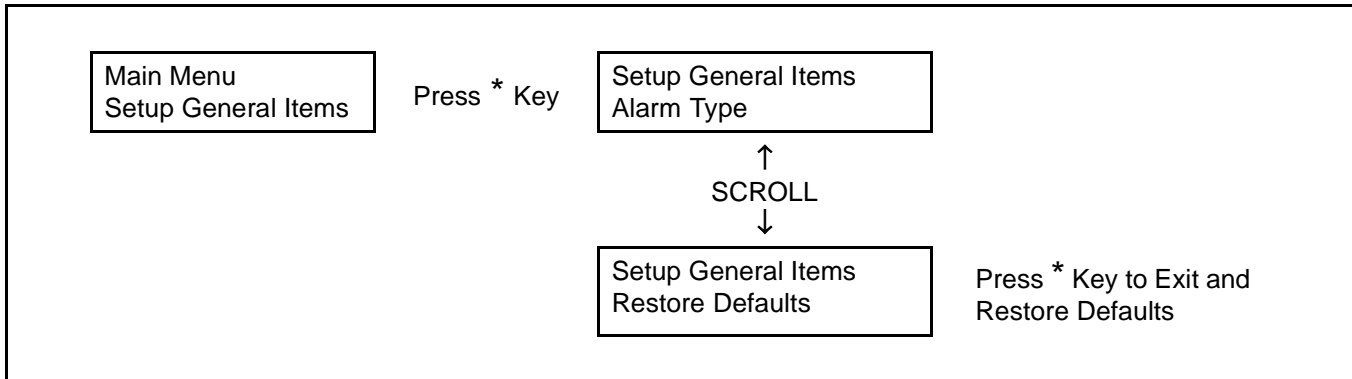 Main Menu
Setup General Items
Press * Key
Setup General Items
Alarm Type
↑
SCROLL
↓
Setup General Items
Restore Defaults
Press * Key to Exit and
Restore Defaults